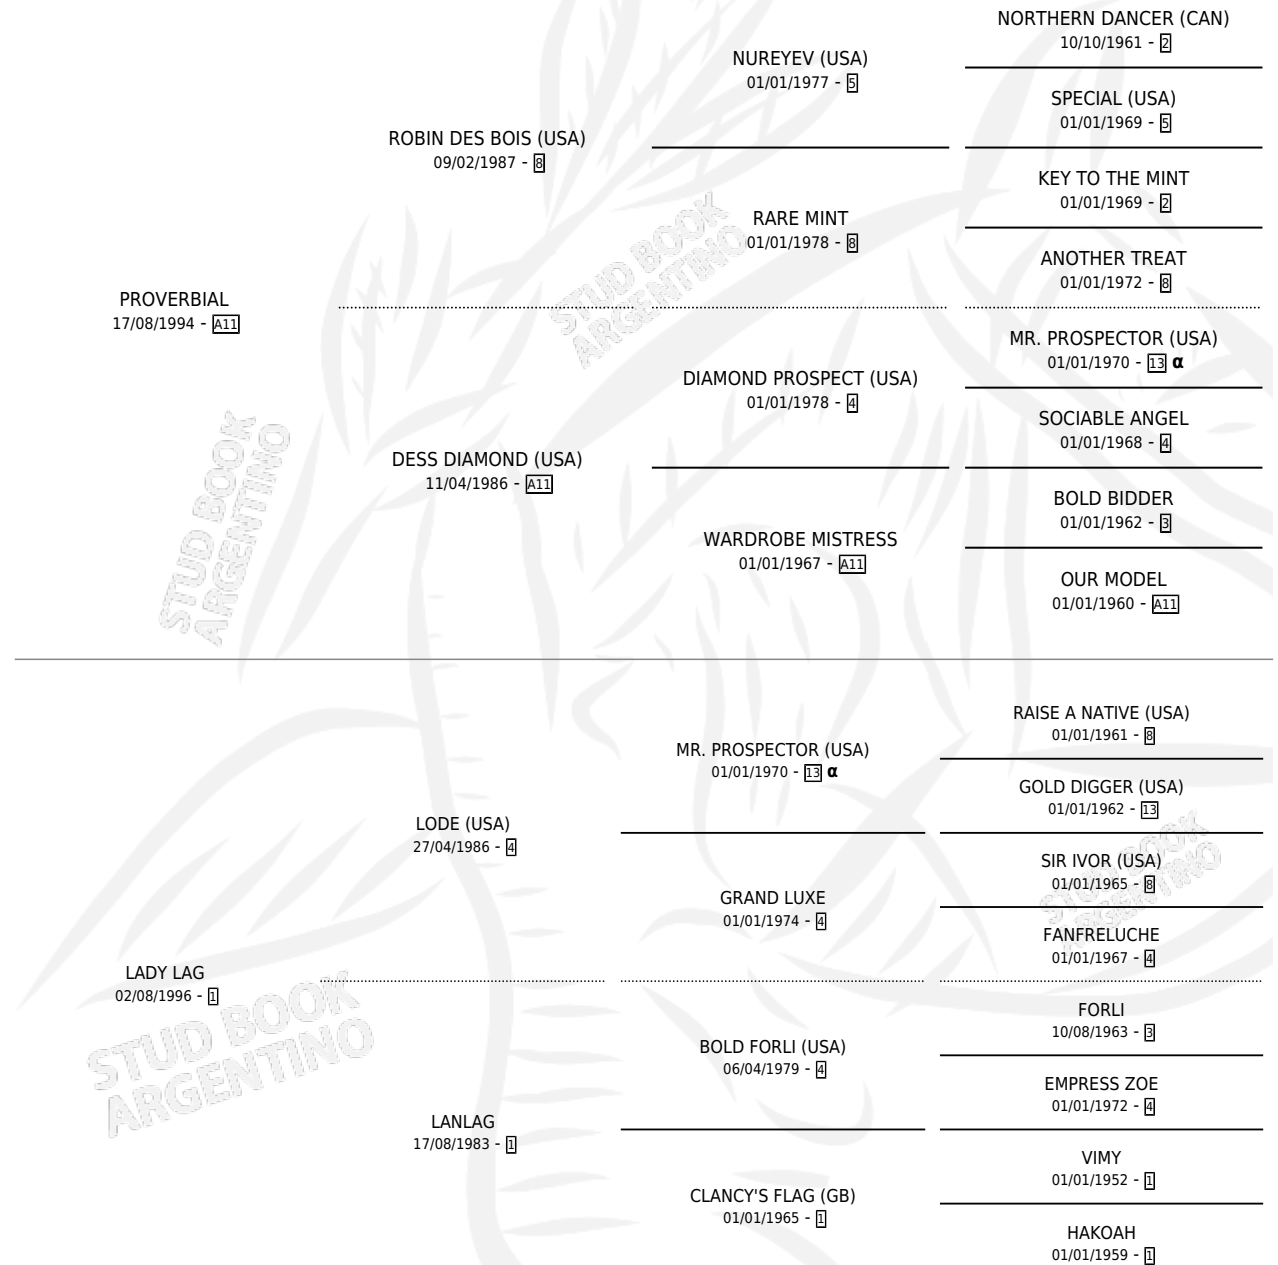 NORTHERN DANCER (CAN)
10/10/1961 - 2
NUREYEV (USA)
01/01/1977 - 5
SPECIAL (USA)
01/01/1969 - 5
ROBIN DES BOIS (USA)
09/02/1987 - 8
KEY TO THE MINT
01/01/1969 - 2
RARE MINT
01/01/1978 - 8
ANOTHER TREAT
01/01/1972 - 8
PROVERBIAL
17/08/1994 - A11
MR. PROSPECTOR (USA)
01/01/1970 - 13 α
DIAMOND PROSPECT (USA)
01/01/1978 - 4
SOCIABLE ANGEL
01/01/1968 - 4
DESS DIAMOND (USA)
11/04/1986 - A11
BOLD BIDDER
01/01/1962 - 3
WARDROBE MISTRESS
01/01/1967 - A11
OUR MODEL
01/01/1960 - A11
RAISE A NATIVE (USA)
01/01/1961 - 8
MR. PROSPECTOR (USA)
01/01/1970 - 13 α
GOLD DIGGER (USA)
01/01/1962 - 13
LODE (USA)
27/04/1986 - 4
SIR IVOR (USA)
01/01/1965 - 8
GRAND LUXE
01/01/1974 - 4
FANFRELUCHE
01/01/1967 - 4
LADY LAG
02/08/1996 - 1
FORLI
10/08/1963 - 3
BOLD FORLI (USA)
06/04/1979 - 4
EMPRESS ZOE
01/01/1972 - 4
LANLAG
17/08/1983 - 1
VIMY
01/01/1952 - 1
CLANCY'S FLAG (GB)
01/01/1965 - 1
HAKOAH
01/01/1959 - 1
STUD BOOK
ARGENTINO
STUD BOOK
ARGENTINO
STUD BOOK
ARGENTINO
STUD BOOK
ARGENTINO